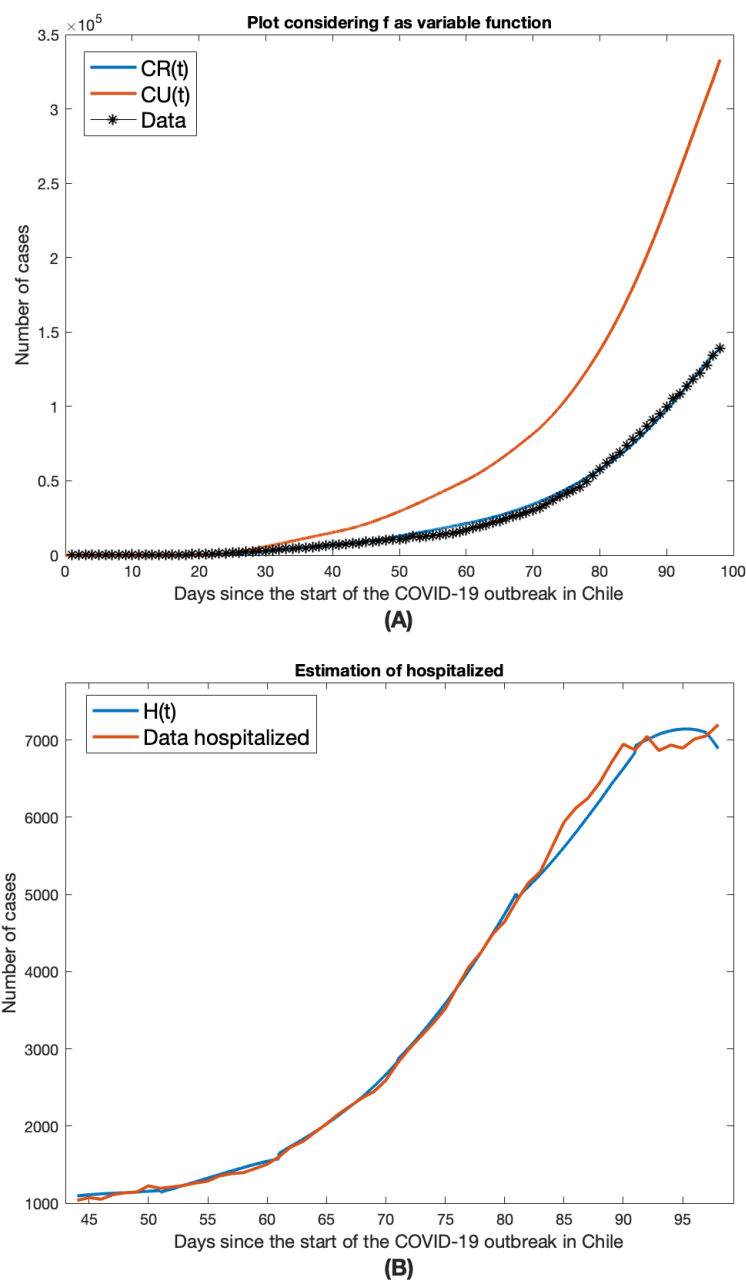 Plot considering f as variable function
×10⁵
3.5
3
2.5
2
1.5
1
0.5
0
CR(t)
CU(t)
Data
Number of cases
0 10 20 30 40 50 60 70 80 90 100
Days since the start of the COVID-19 outbreak in Chile
(A)
Estimation of hospitalized
H(t)
Data hospitalized
7000
6000
5000
4000
3000
2000
1000
Number of cases
45 50 55 60 65 70 75 80 85 90 95
Days since the start of the COVID-19 outbreak in Chile
(B)